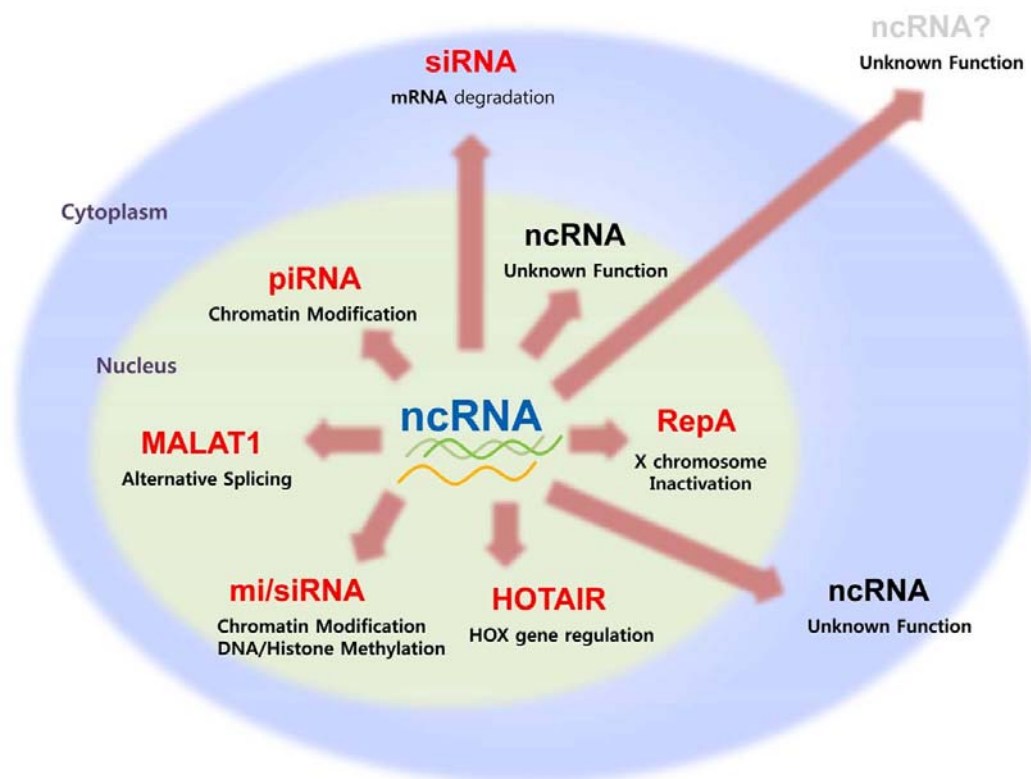 ncRNA?
Unknown Function
siRNA
mRNA degradation
Cytoplasm
ncRNA
Unknown Function
piRNA
Chromatin Modification
Nucleus
ncRNA
MALAT1
Alternative Splicing
RepA
X chromosome
Inactivation
mi/siRNA
Chromatin Modification
DNA/Histone Methylation
HOTAIR
HOX gene regulation
ncRNA
Unknown Function